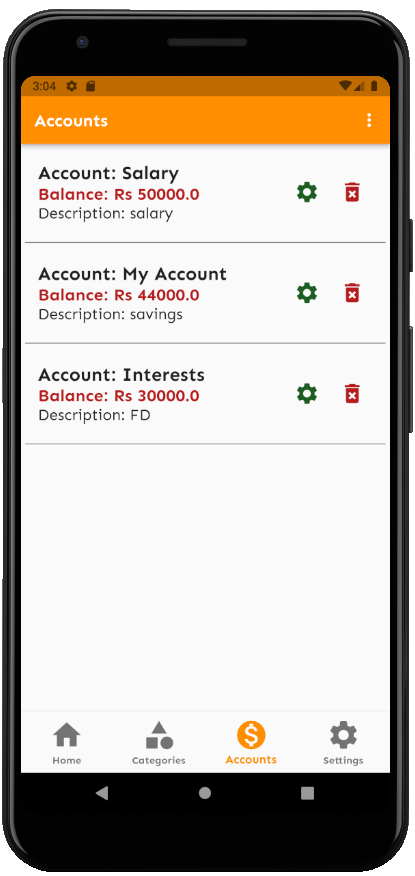 3:04
Accounts
Account: Salary
Balance: Rs 50000.0
Description: salary
Account: My Account
Balance: Rs 44000.0
Description: savings
Account: Interests
Balance: Rs 30000.0
Description: FD
Home
Categories
Accounts
Settings